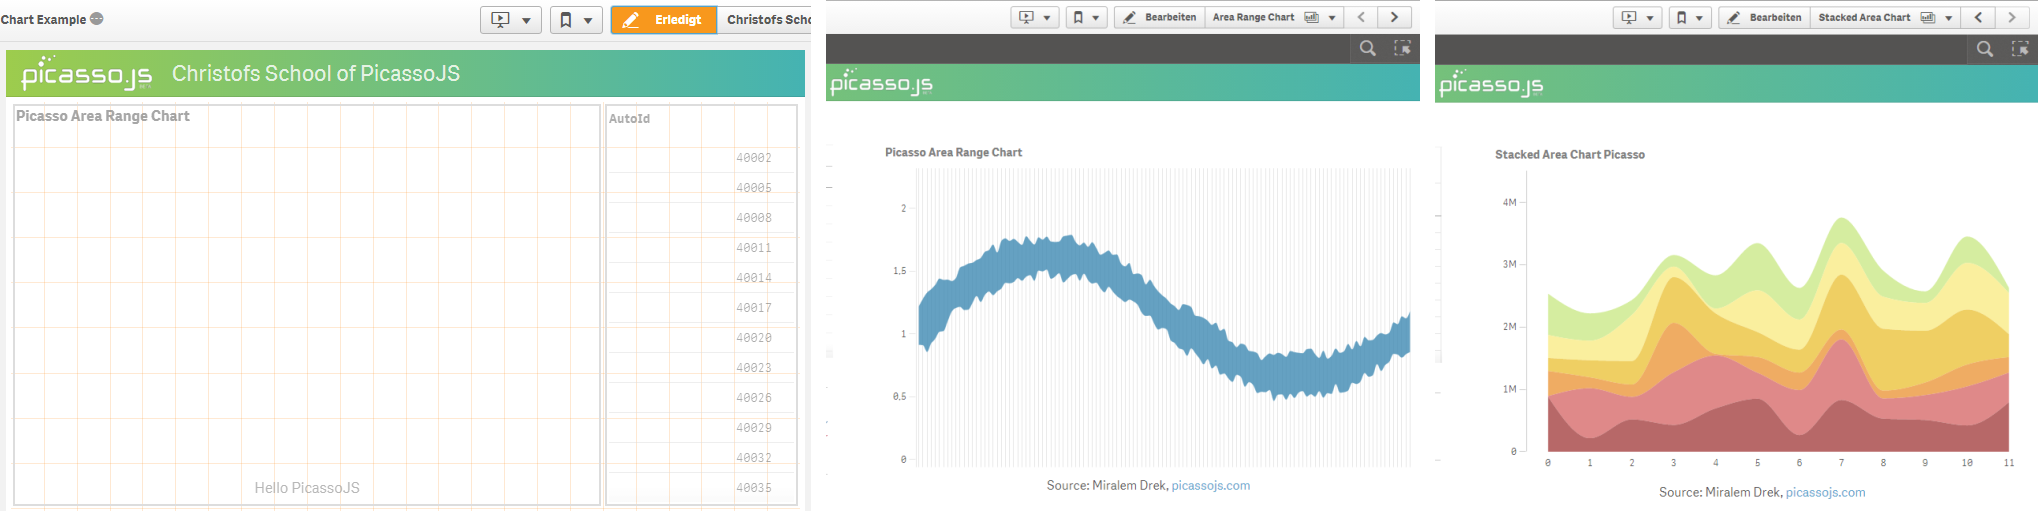 Chart Example
Erledigt
Christofs Scho
picasso.js
Christofs School of PicassoJS
Picasso Area Range Chart
AutoId
40002
40005
40008
40011
40014
40017
40020
40023
40026
40029
40032
40035
Hello PicassoJS
Bearbeiten
Area Range Chart
picasso.js
Picasso Area Range Chart
2
1.5
1
0.5
0
Source: Miralem Drek, picassojs.com
Bearbeiten
Stacked Area Chart
picasso.js
Stacked Area Chart Picasso
4M
3M
2M
1M
0
0 1 2 3 4 5 6 7 8 9 10 11
Source: Miralem Drek, picassojs.com